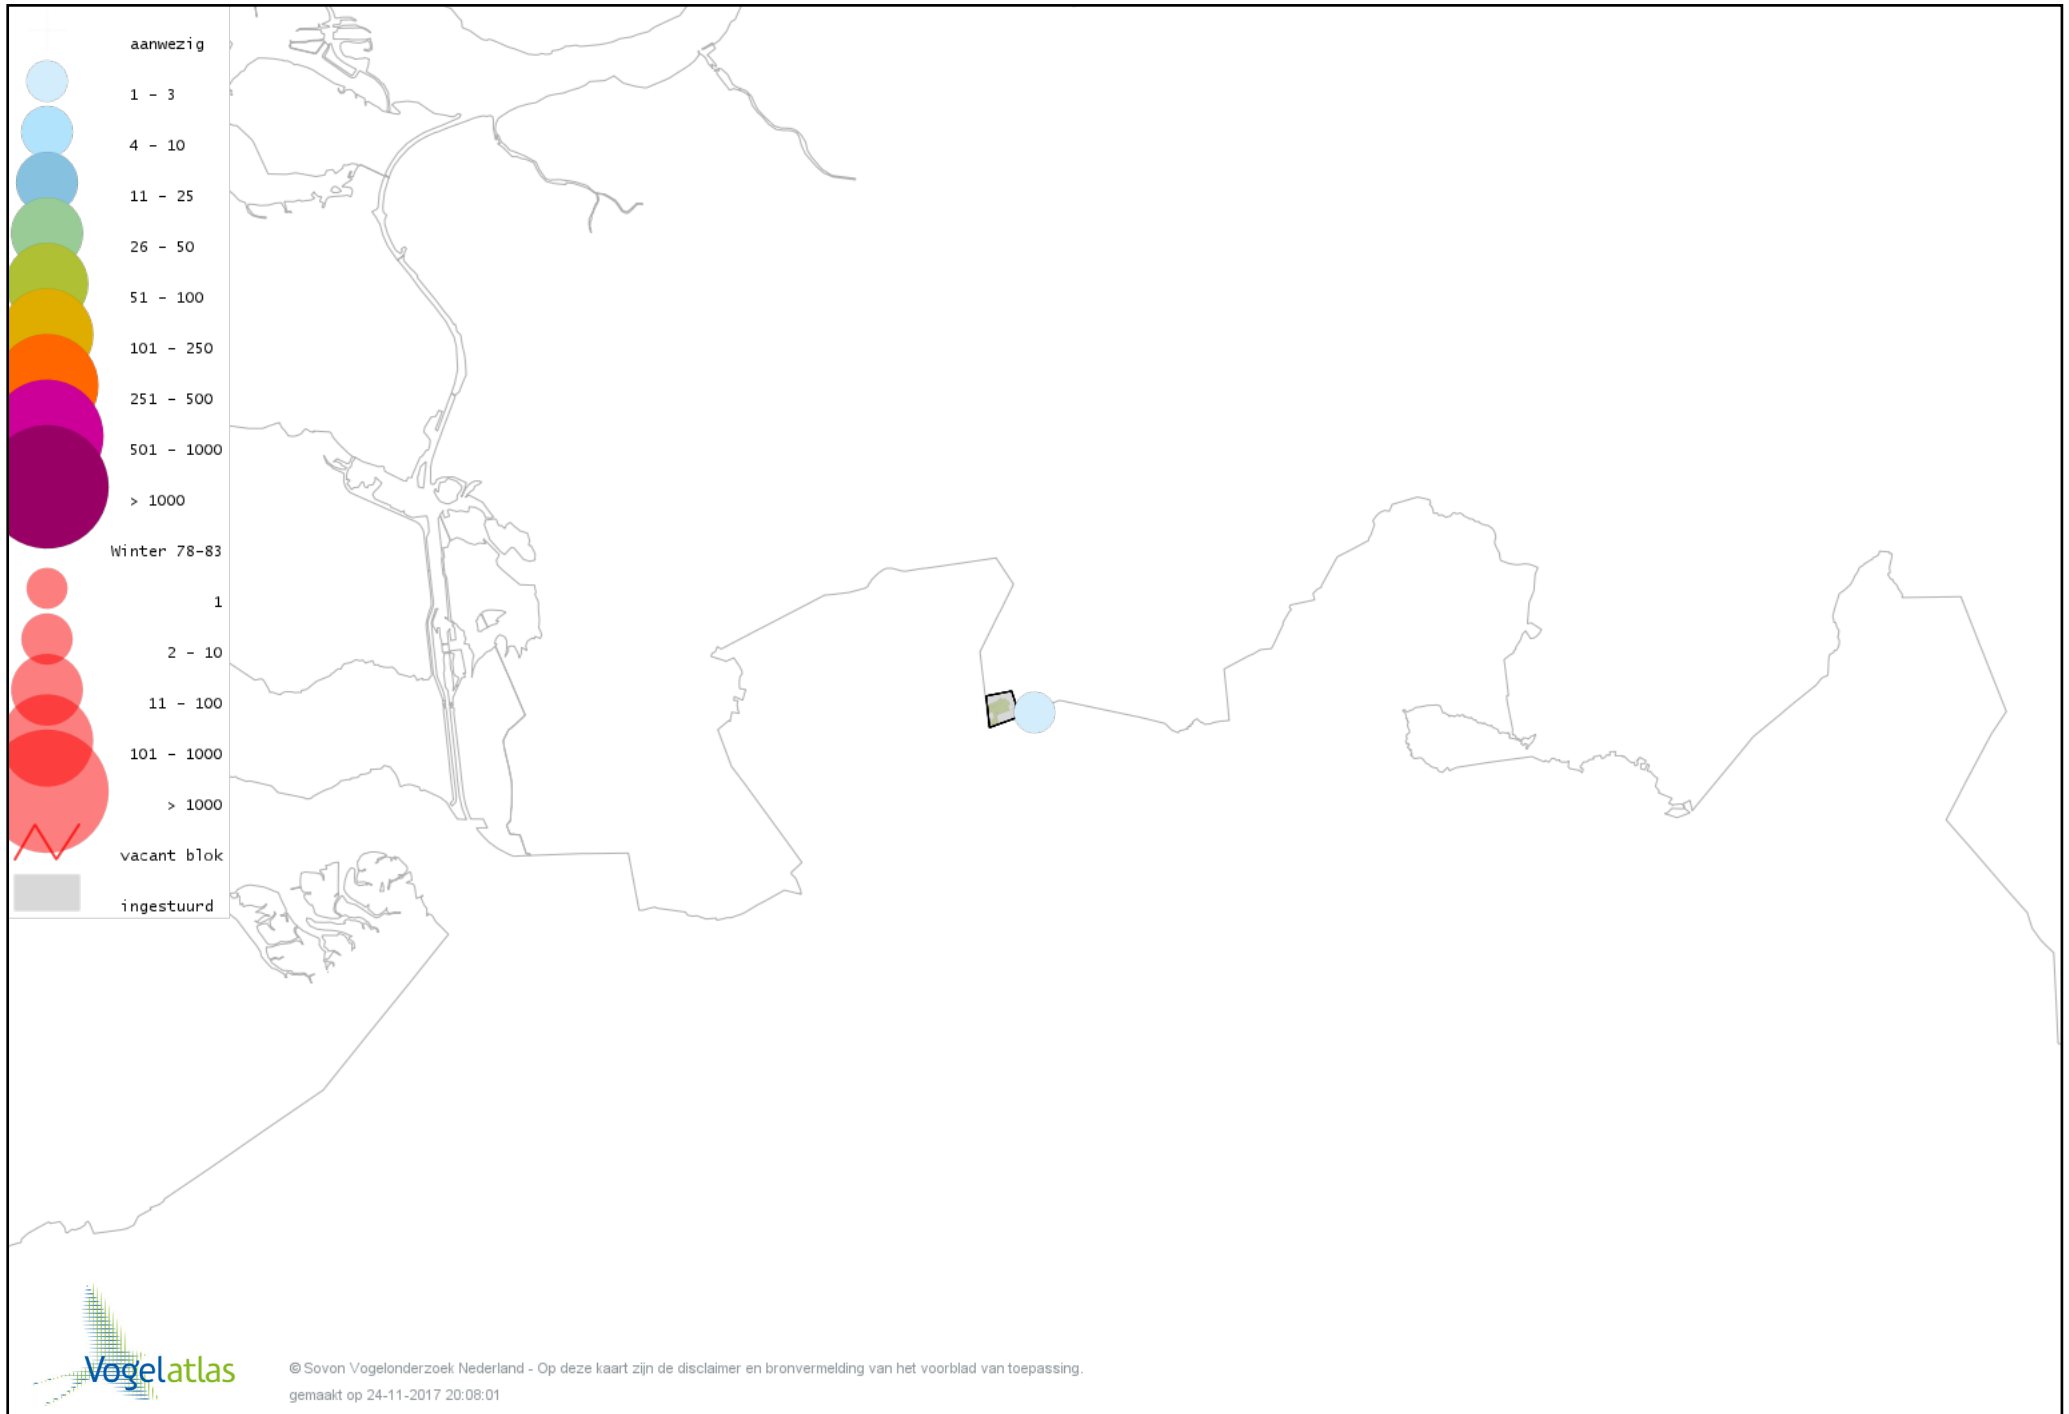 aanwezig
1 - 3
4 - 10
11 - 25
26 - 50
51 - 100
101 - 250
251 - 500
501 - 1000
> 1000
Winter 78-83
1
2 - 10
11 - 100
101 - 1000
> 1000
vacant blok
ingestuurd
Vogelatlas
© Sovon Vogelonderzoek Nederland - Op deze kaart zijn de disclaimer en bronvermelding van het voorblad van toepassing.
gemaakt op 24-11-2017 20:08:01